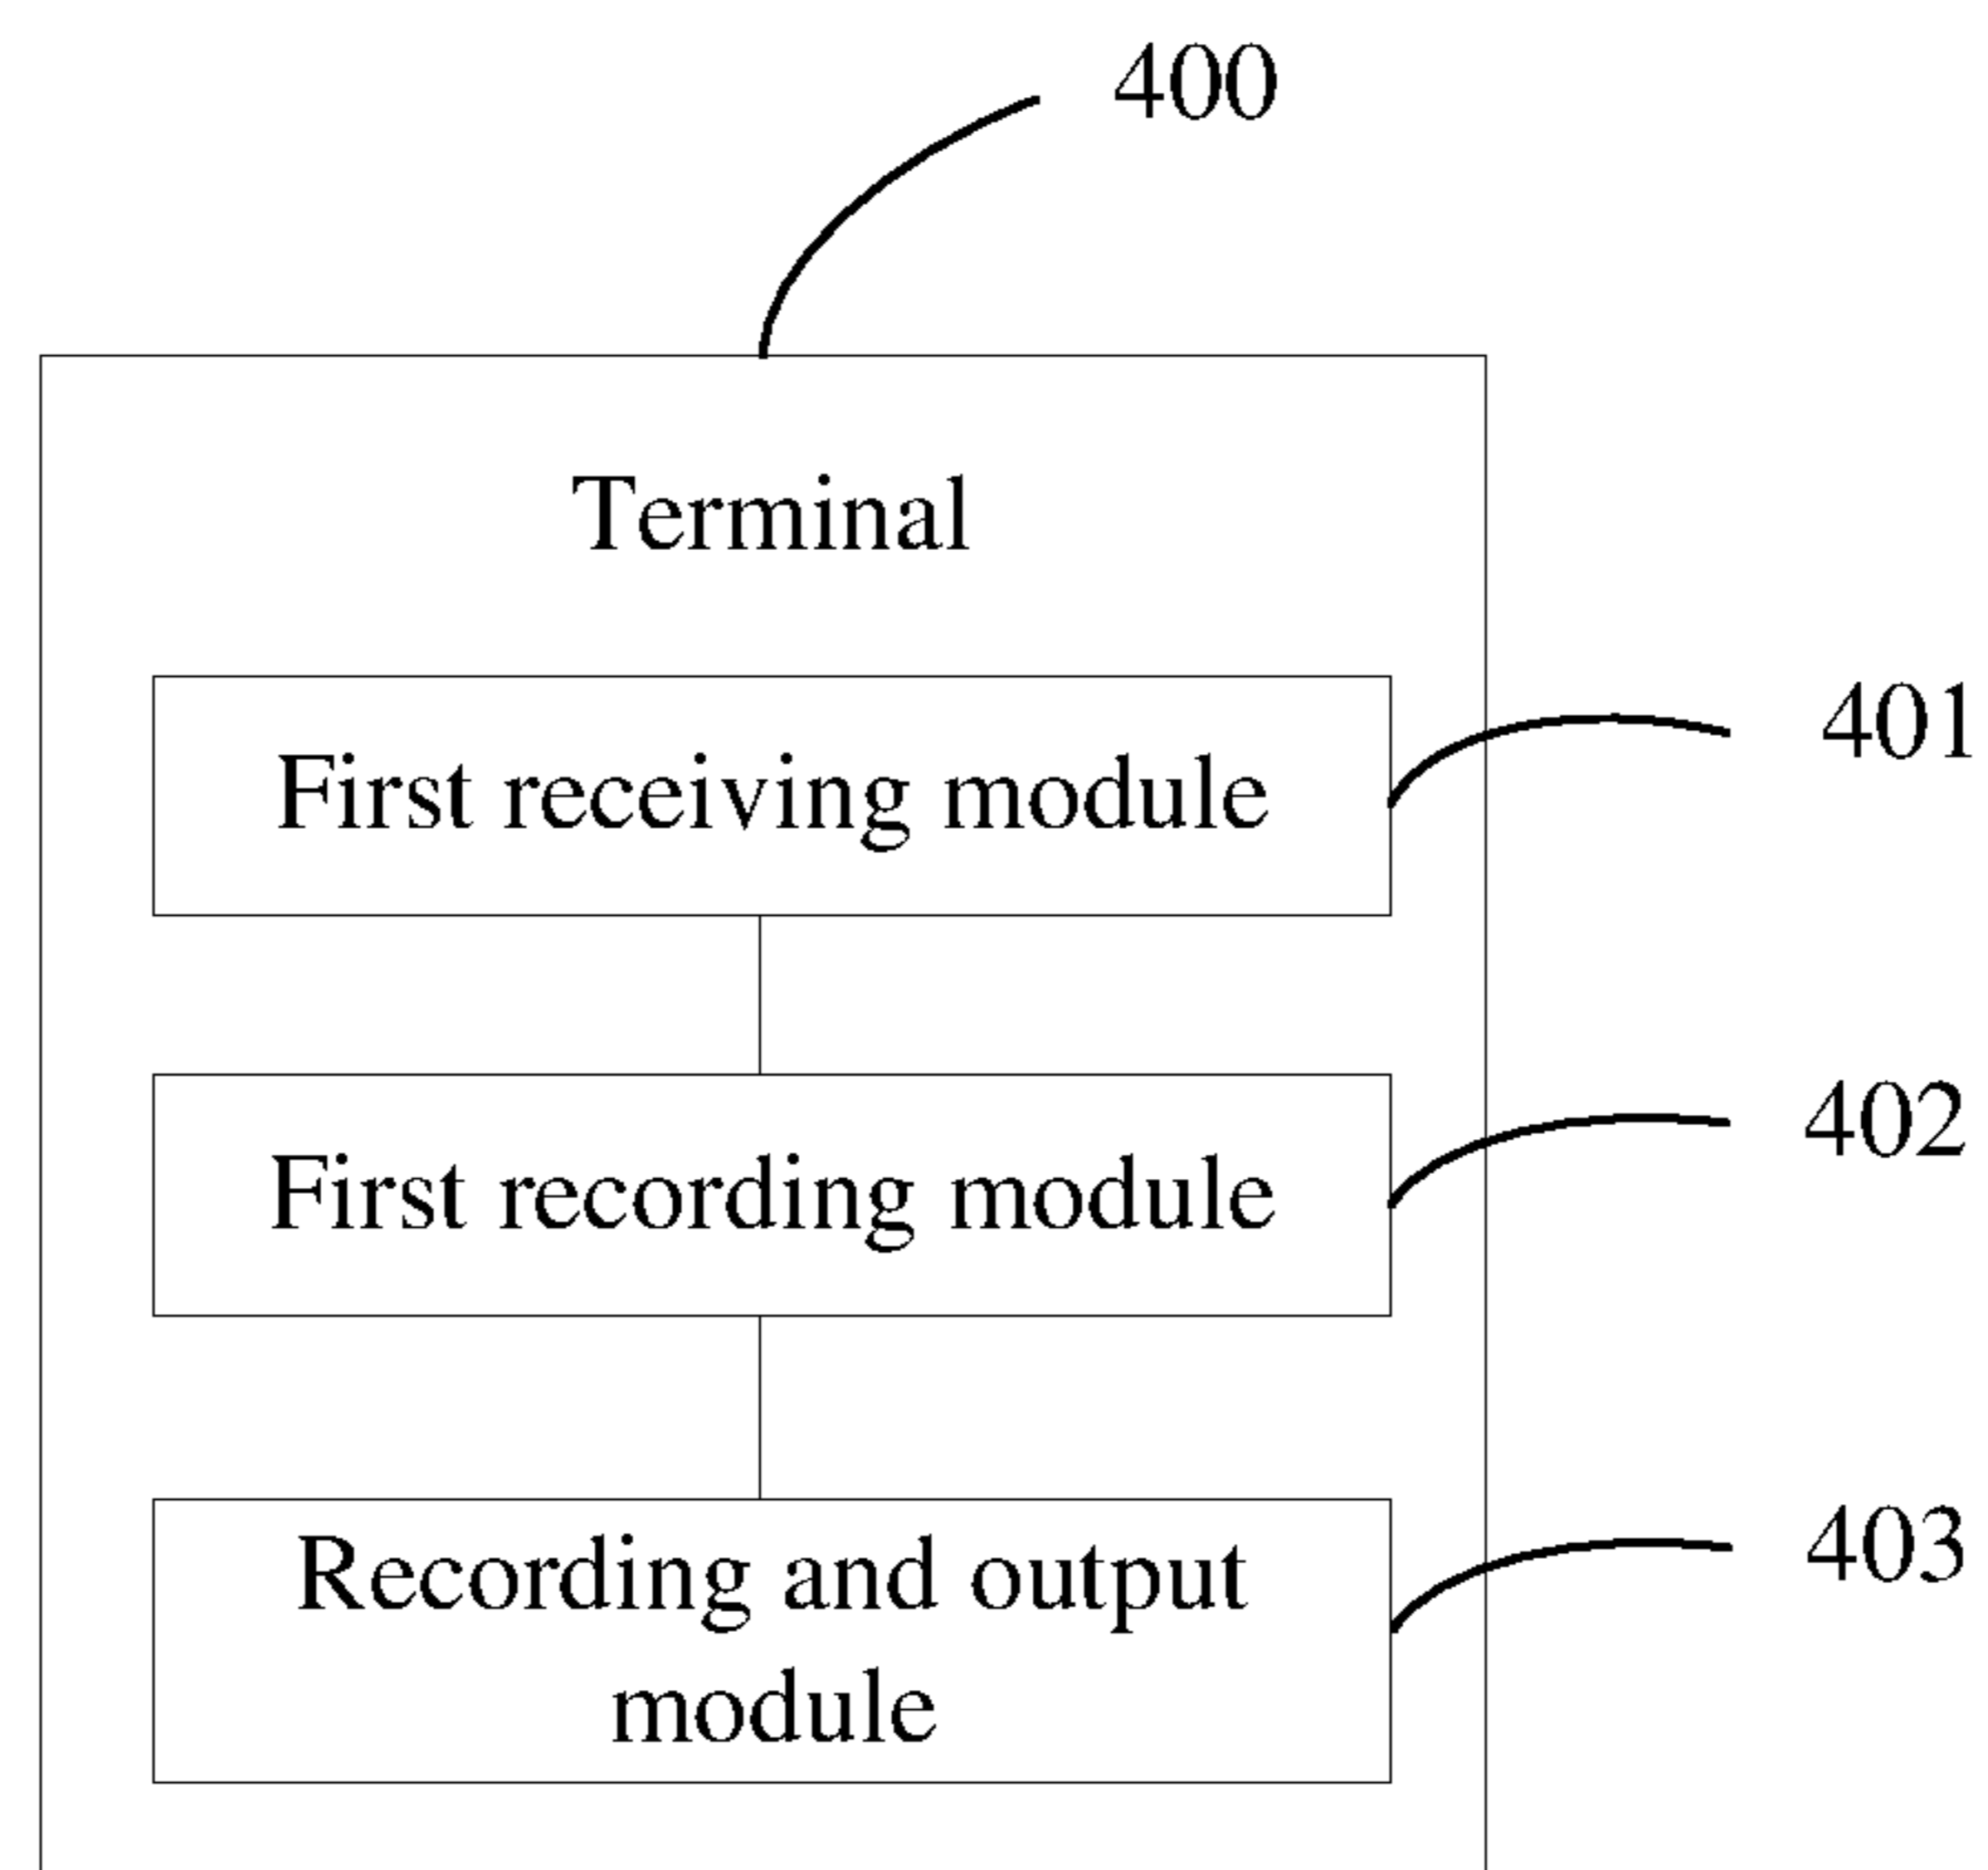 400
Terminal
401
First receiving module
402
First recording module
403
Recording and output
module